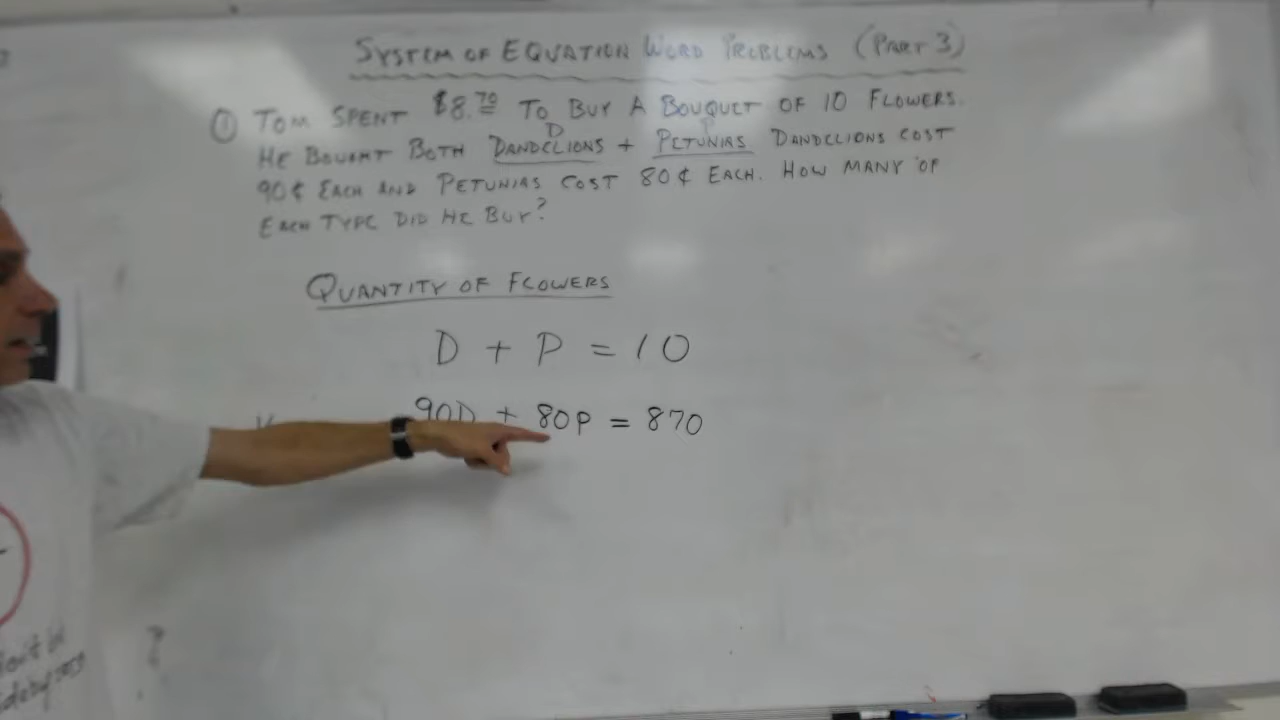 SYSTEM OF EQUATION WORD PROBLEMS (PART 3)
① TOM SPENT $8.70 TO BUY A BOUQUET OF 10 FLOWERS.
D P
HE BOUGHT BOTH DANDELIONS + PETUNIAS DANDELIONS COST
90¢ EACH AND PETUNIAS COST 80¢ EACH. HOW MANY OF
EACH TYPE DID HE BUY?
QUANTITY OF FLOWERS
D + P = 10
90D + 80P = 870